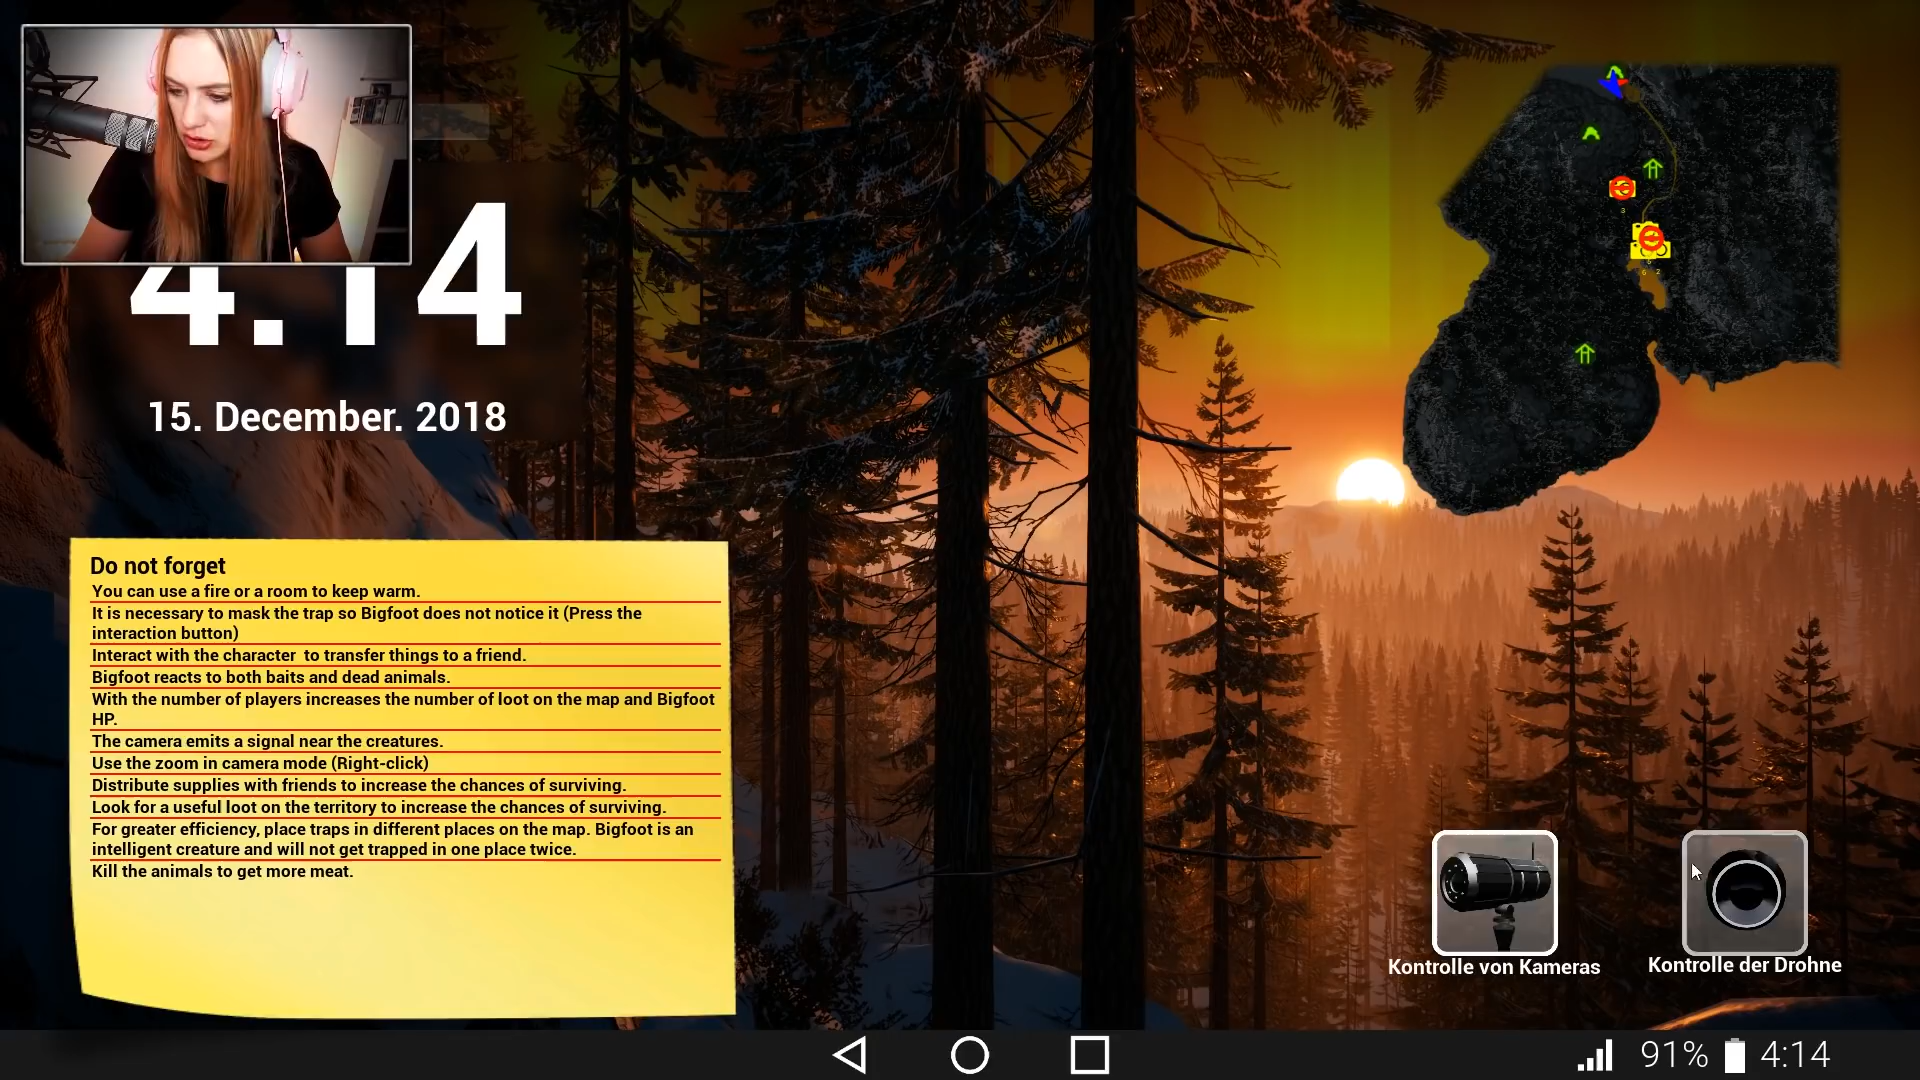 4.14
15. December. 2018
Do not forget
You can use a fire or a room to keep warm.
It is necessary to mask the trap so Bigfoot does not notice it (Press the
interaction button)
Interact with the character to transfer things to a friend.
Bigfoot reacts to both baits and dead animals.
With the number of players increases the number of loot on the map and Bigfoot
HP.
The camera emits a signal near the creatures.
Use the zoom in camera mode (Right-click)
Distribute supplies with friends to increase the chances of surviving.
Look for a useful loot on the territory to increase the chances of surviving.
For greater efficiency, place traps in different places on the map. Bigfoot is an
intelligent creature and will not get trapped in one place twice.
Kill the animals to get more meat.
3
6 2
Kontrolle von Kameras
Kontrolle der Drohne
91% 4:14